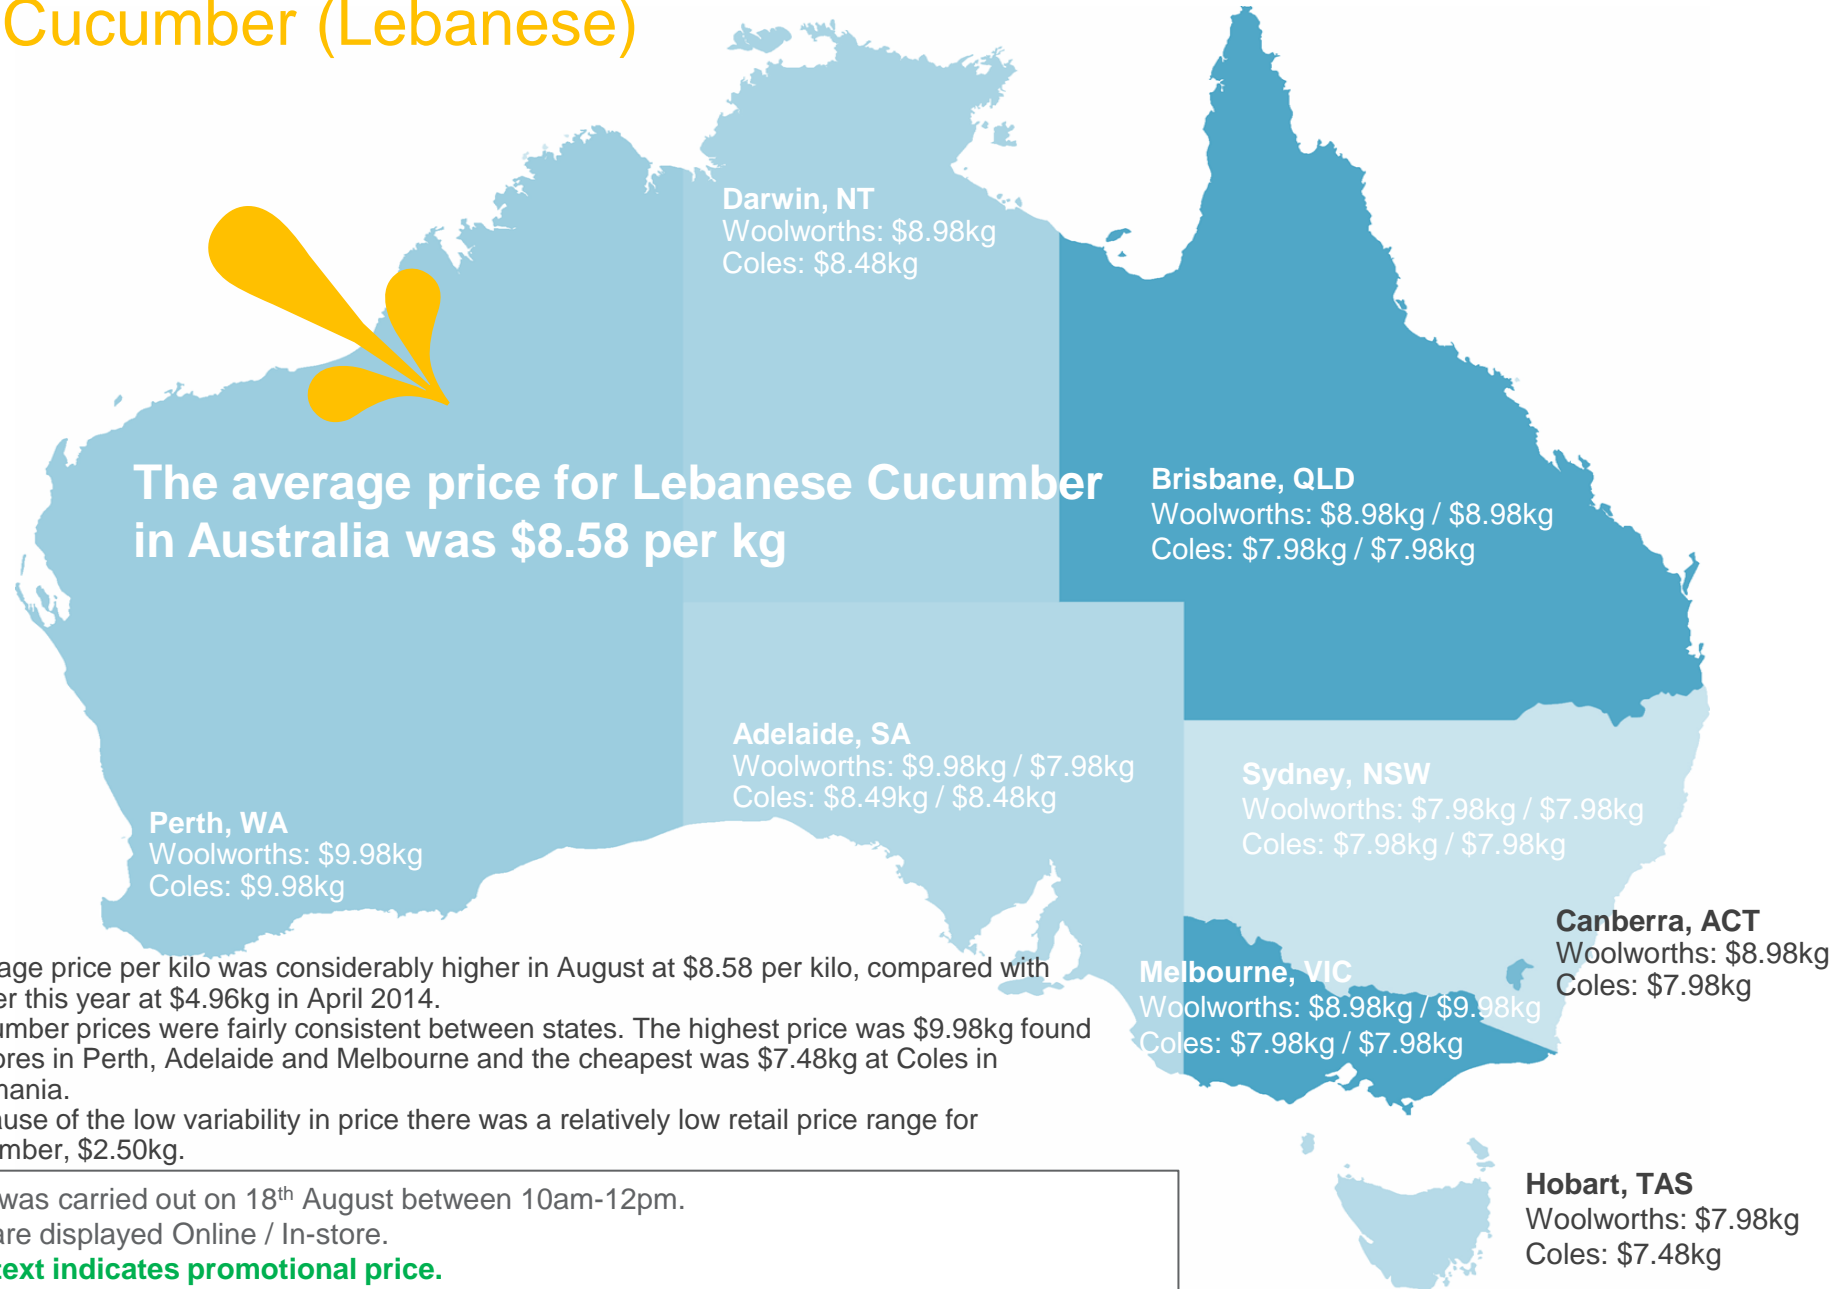 Cucumber (Lebanese)
Darwin, NT
Woolworths: $8.98kg
Coles: $8.48kg
The average price for Lebanese Cucumber
in Australia was $8.58 per kg
Brisbane, QLD
Woolworths: $8.98kg / $8.98kg
Coles: $7.98kg / $7.98kg
Adelaide, SA
Woolworths: $9.98kg / $7.98kg
Coles: $8.49kg / $8.48kg
Sydney, NSW
Woolworths: $7.98kg / $7.98kg
Coles: $7.98kg / $7.98kg
Perth, WA
Woolworths: $9.98kg
Coles: $9.98kg
Canberra, ACT
Woolworths: $8.98kg
Coles: $7.98kg
Melbourne, VIC
Woolworths: $8.98kg / $9.98kg
Coles: $7.98kg / $7.98kg
age price per kilo was considerably higher in August at $8.58 per kilo, compared with
er this year at $4.96kg in April 2014.
umber prices were fairly consistent between states. The highest price was $9.98kg found
ores in Perth, Adelaide and Melbourne and the cheapest was $7.48kg at Coles in
mania.
ause of the low variability in price there was a relatively low retail price range for
mber, $2.50kg.
was carried out on 18th August between 10am-12pm.
are displayed Online / In-store.
text indicates promotional price.
Hobart, TAS
Woolworths: $7.98kg
Coles: $7.48kg